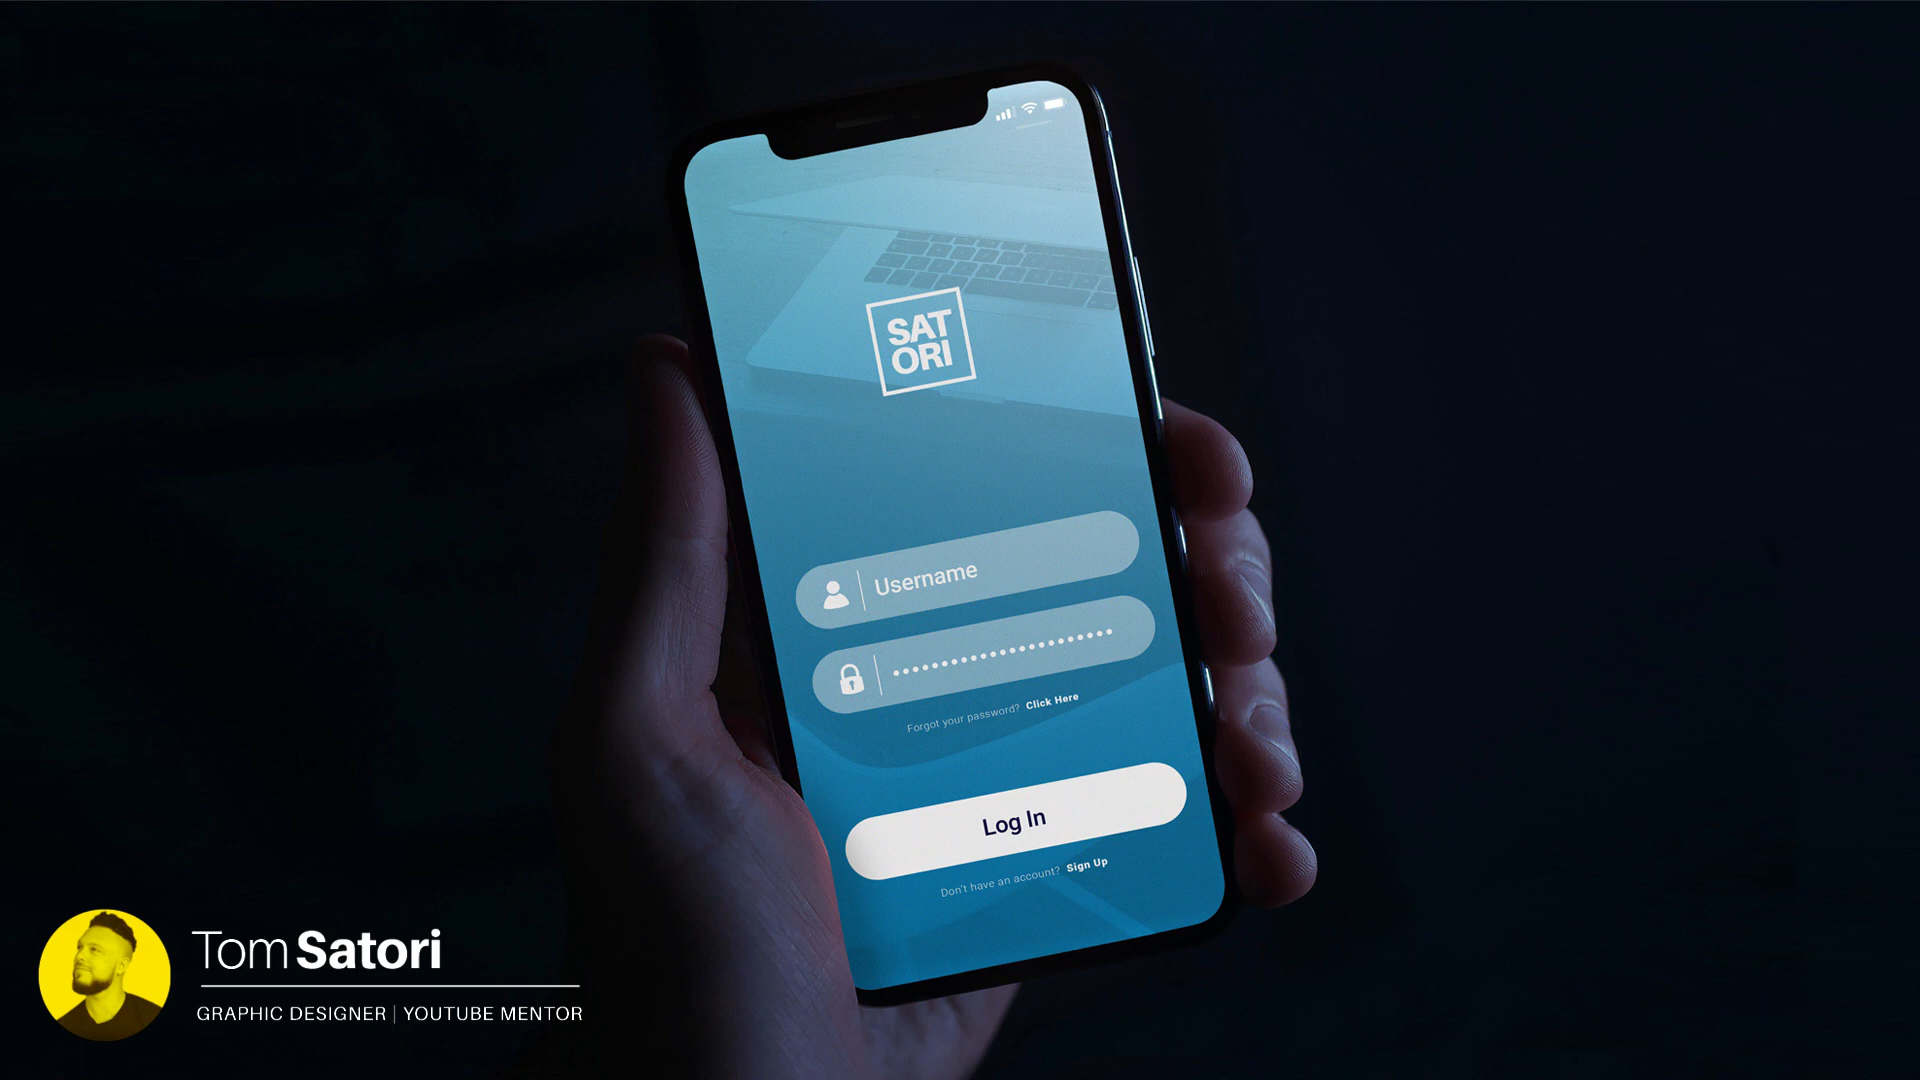 SAT
ORI
Username
Forgot your password? Click Here
Log In
Don't have an account? Sign Up
Tom Satori
GRAPHIC DESIGNER | YOUTUBE MENTOR